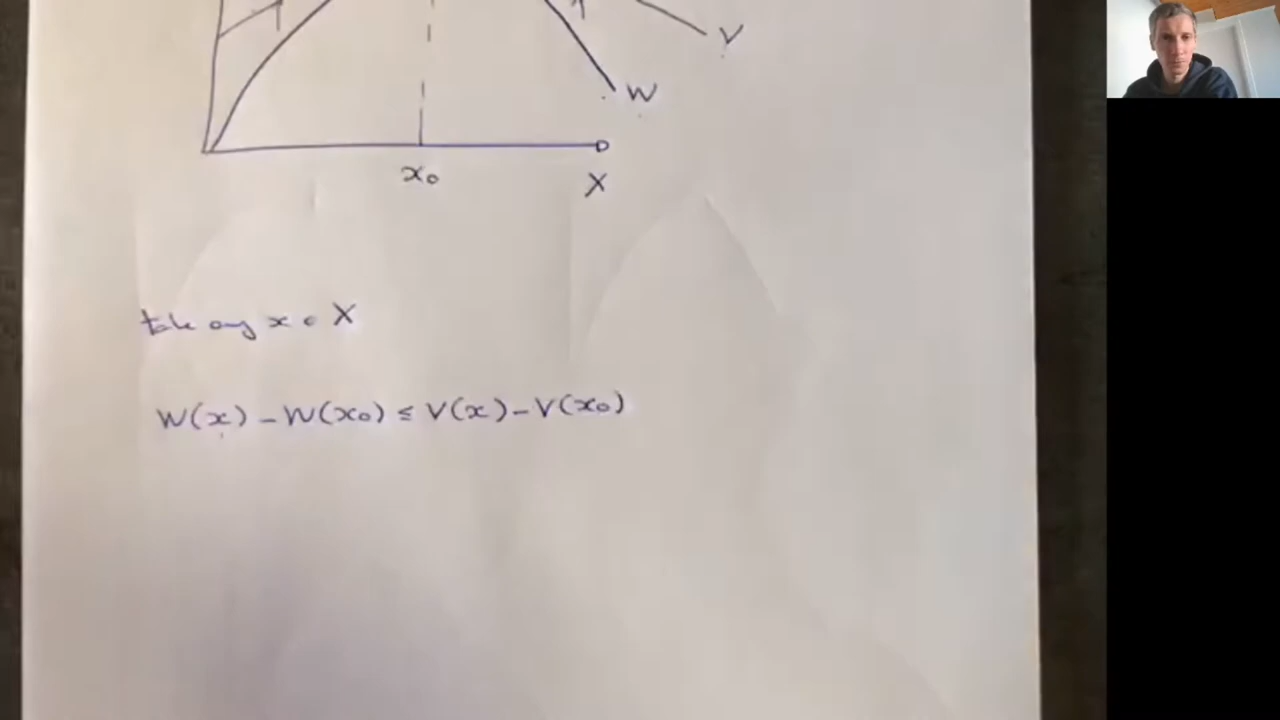 V
W
x₀
X
take any x ∈ X
W(x) - W(x₀) ≤ V(x) - V(x₀)